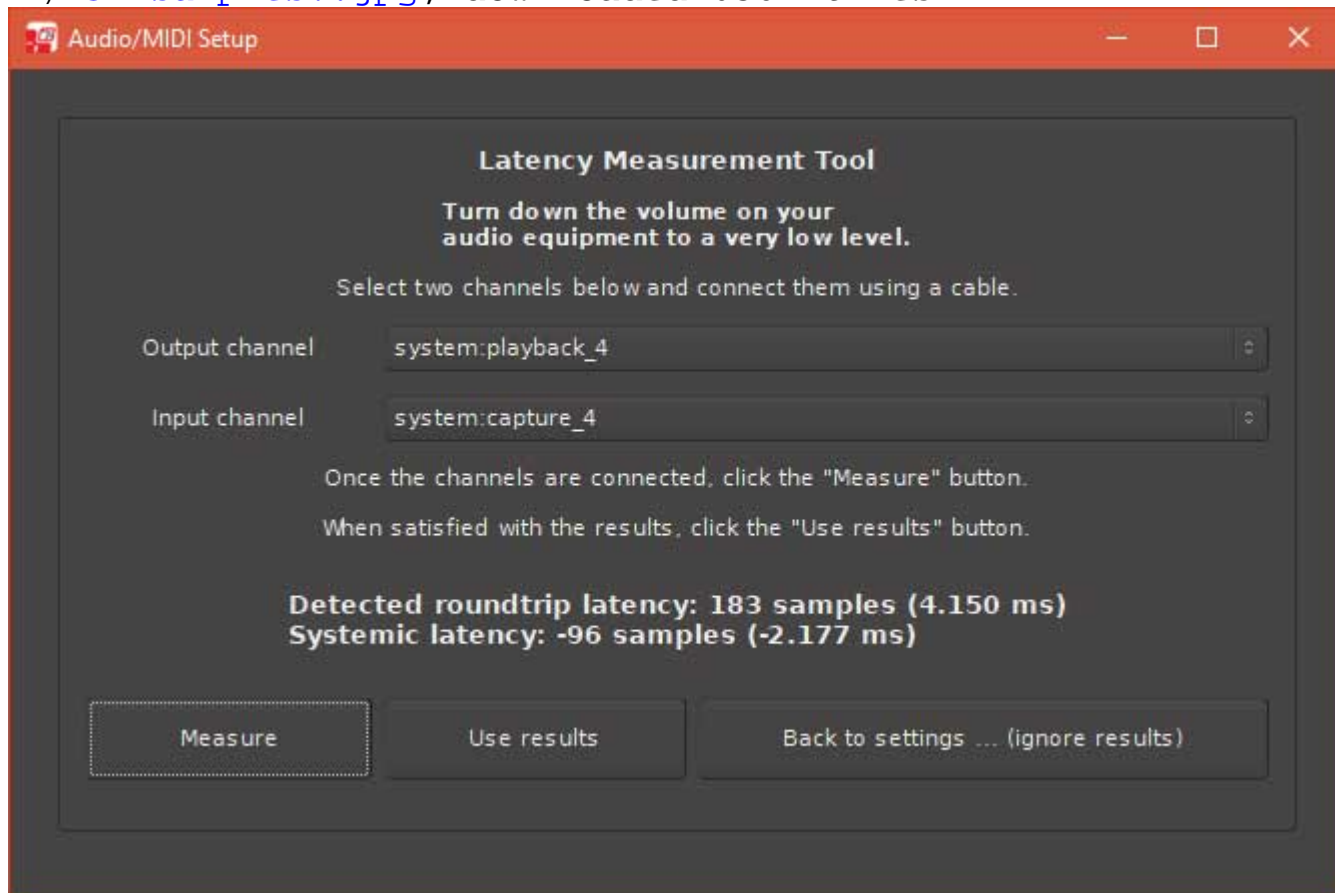 Audio/MIDI Setup
Latency Measurement Tool
Turn down the volume on your
audio equipment to a very low level.
Select two channels below and connect them using a cable.
Output channel system:playback_4
Input channel system:capture_4
Once the channels are connected, click the "Measure" button.
When satisfied with the results, click the "Use results" button.
Detected roundtrip latency: 183 samples (4.150 ms)
Systemic latency: -96 samples (-2.177 ms)
Measure Use results Back to settings ... (ignore results)